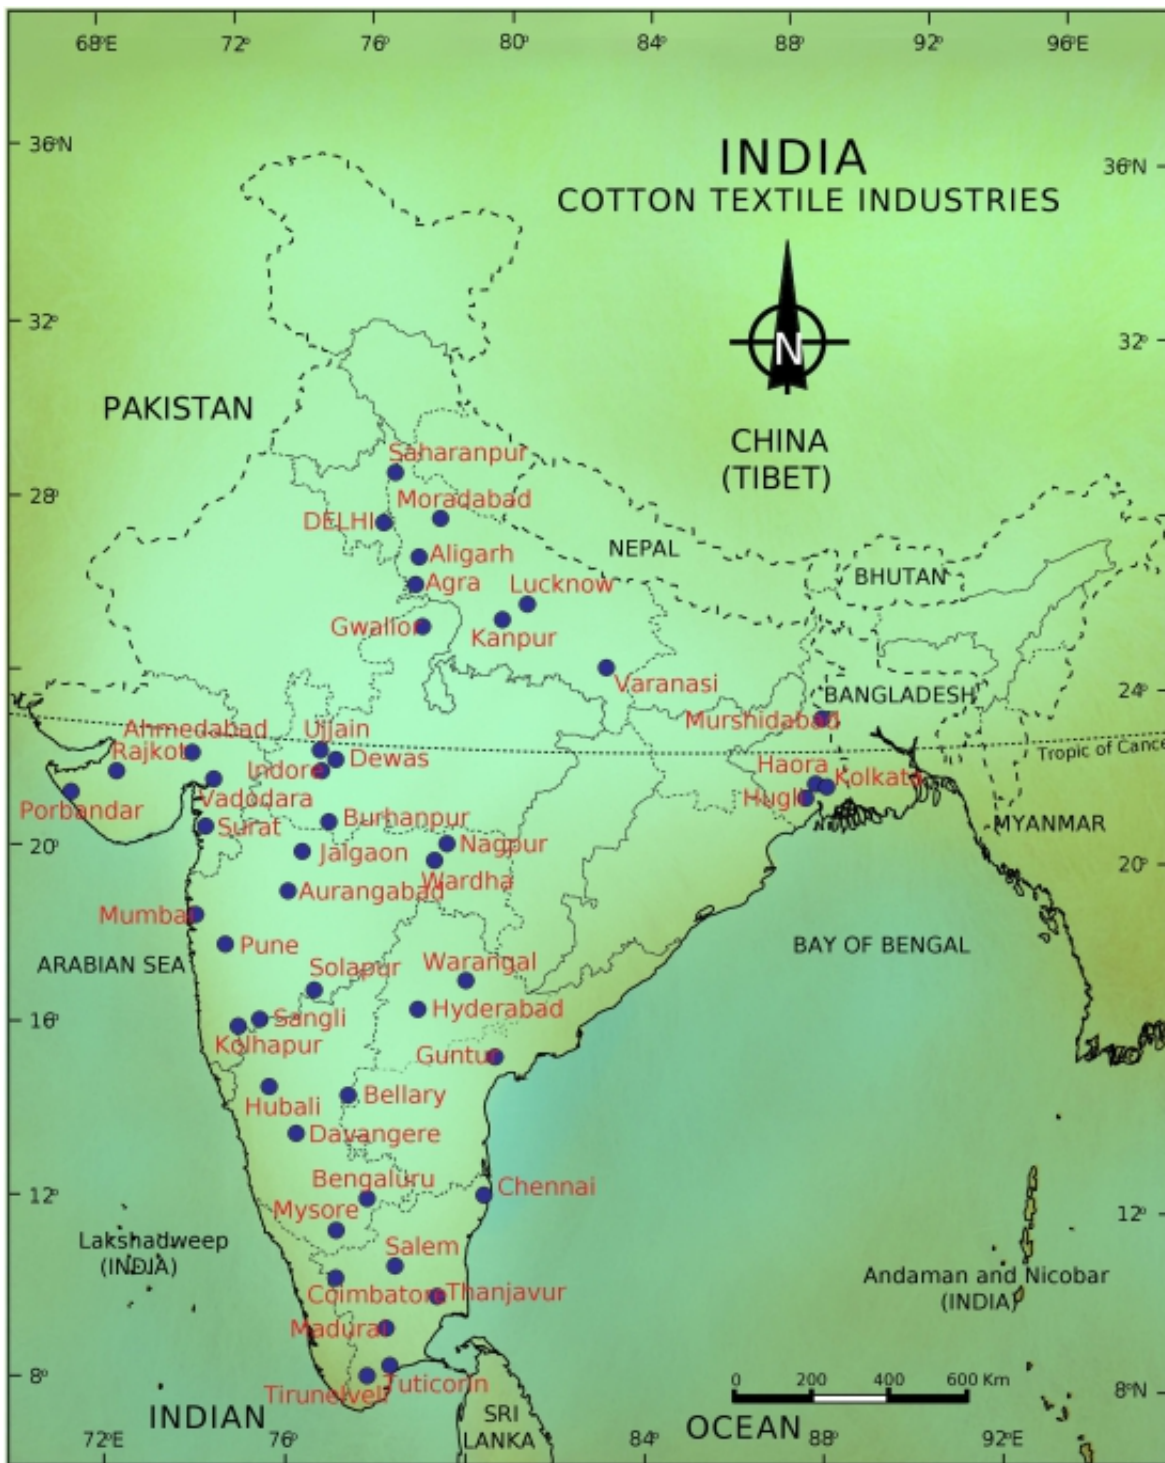 68°E 72° 76° 80° 84° 88° 92° 96°E
36°N
36°N
INDIA
COTTON TEXTILE INDUSTRIES
32°
32°
N
PAKISTAN
CHINA
(TIBET)
Saharanpur
28°
Moradabad
DELHI
NEPAL
Aligarh
BHUTAN
Agra
Lucknow
Gwalior
Kanpur
Varanasi
24°
BANGLADESH
Murshidabad
Ahmedabad
Ujjain
Rajkot
Dewas
Tropic of Cance
Indore
Haora
Kolkata
Vadodara
Hugli
Porbandar
Burhanpur
Surat
MYANMAR
20°
Jalgaon
Nagpur
20°
Wardha
Aurangabad
Mumbai
Pune
BAY OF BENGAL
ARABIAN SEA
Solapur
Warangal
Hyderabad
16°
Sangli
Kolhapur
Guntur
Bellary
Hubali
Davangere
Bengaluru
Chennai
12°
Mysore
12°
Lakshadweep
(INDIA)
Salem
Andaman and Nicobar
(INDIA)
Coimbatore
Thanjavur
Madurai
8°
Tuticorin
0 200 400 600 Km
8°N
Tirunelveli
INDIAN
SRI
LANKA
OCEAN
72°E 76° 84° 88° 92°E